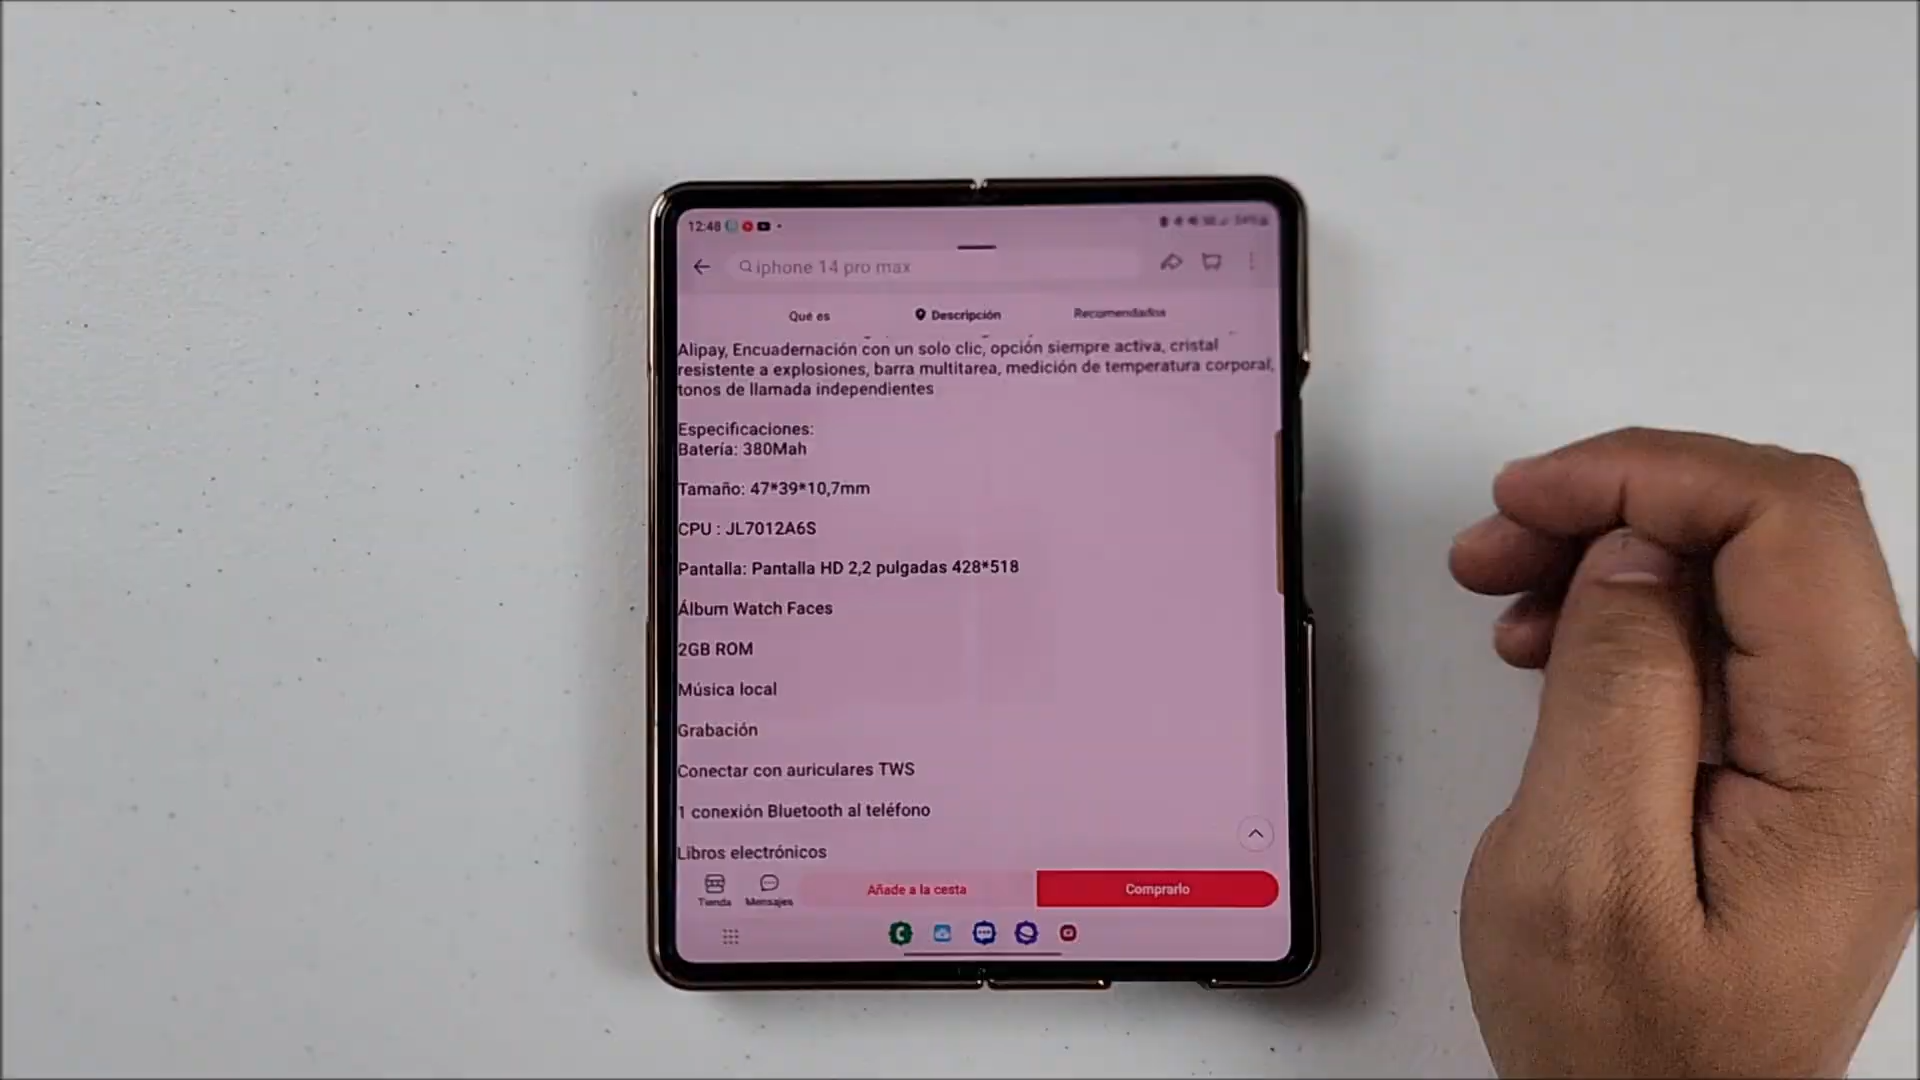 12:48
iphone 14 pro max
Qué es
Descripción
Recomendados
Alipay, Encuadernación con un solo clic, opción siempre activa, cristal
resistente a explosiones, barra multitarea, medición de temperatura corporal,
tonos de llamada independientes
Especificaciones:
Batería: 380Mah
Tamaño: 47*39*10,7mm
CPU : JL7012A6S
Pantalla: Pantalla HD 2,2 pulgadas 428*518
Álbum Watch Faces
2GB ROM
Música local
Grabación
Conectar con auriculares TWS
1 conexión Bluetooth al teléfono
Libros electrónicos
Tienda
Mensajes
Añade a la cesta
Comprarlo